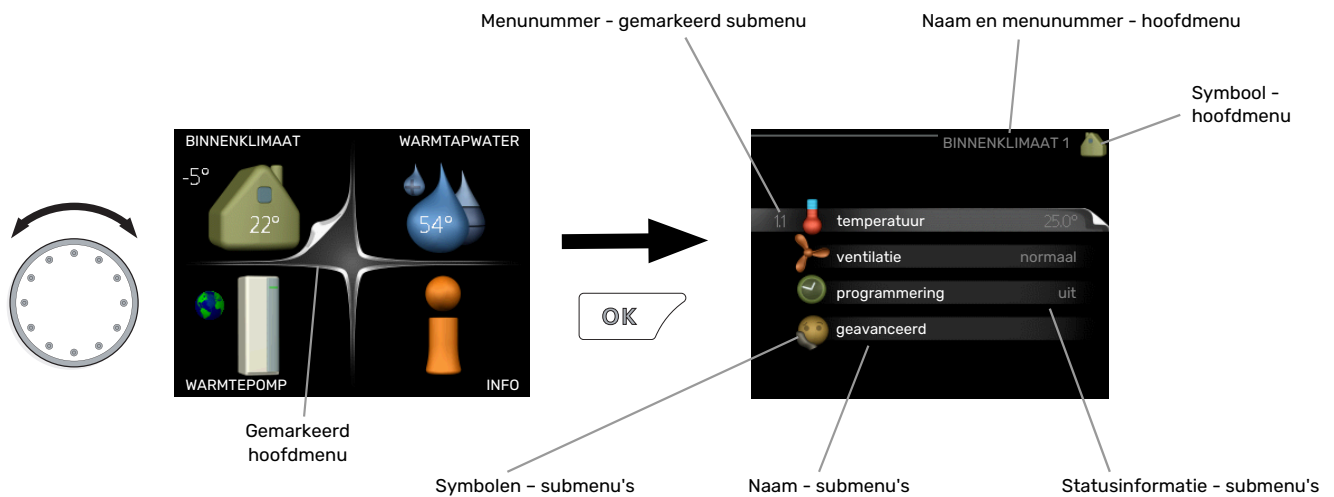 Menunummer - gemarkeerd submenu
Naam en menunummer - hoofdmenu
Symbool -
hoofdmenu
BINNENKLIMAAT
WARMTAPWATER
-5°
22°
54°
WARMTEPOMP
INFO
OK
BINNENKLIMAAT 1
1.1 temperatuur 25.0°
ventilatie normaal
programmering uit
geavanceerd
Gemarkeerd
hoofdmenu
Symbolen – submenu's
Naam - submenu's
Statusinformatie - submenu's